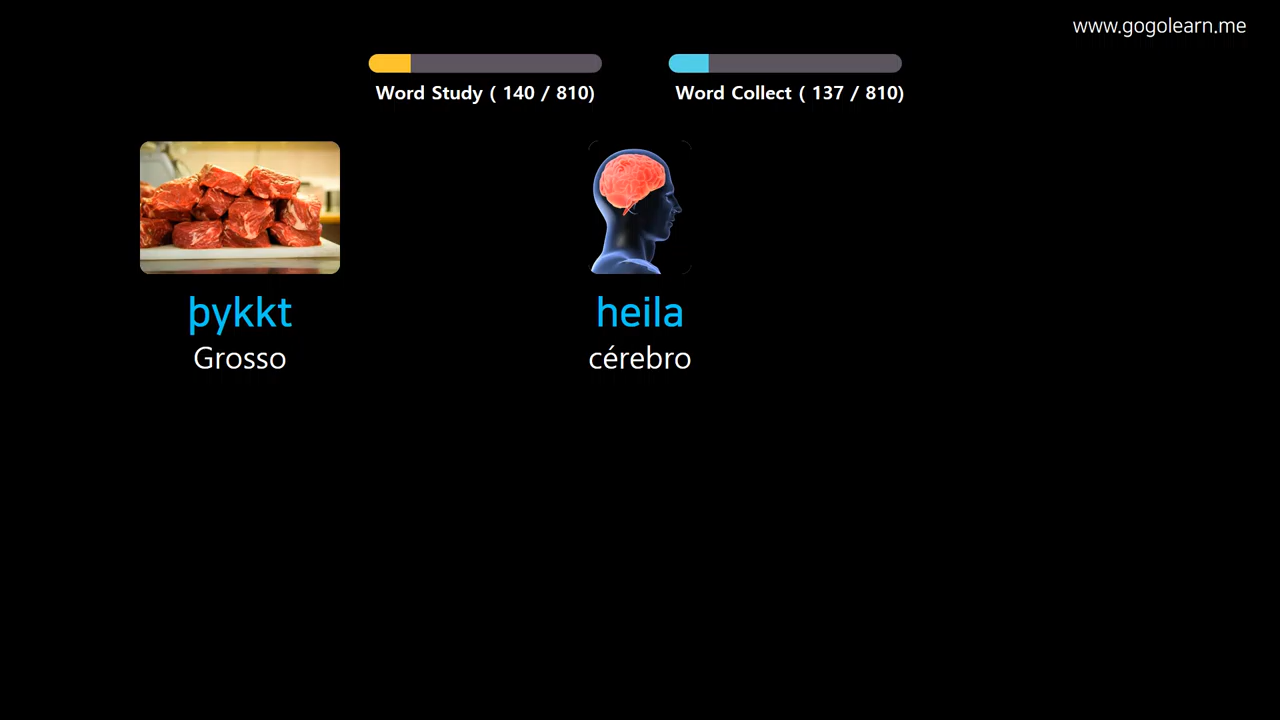 www.gogolearn.me
Word Study ( 140 / 810)
Word Collect ( 137 / 810)
þykkt
heila
Grosso
cérebro